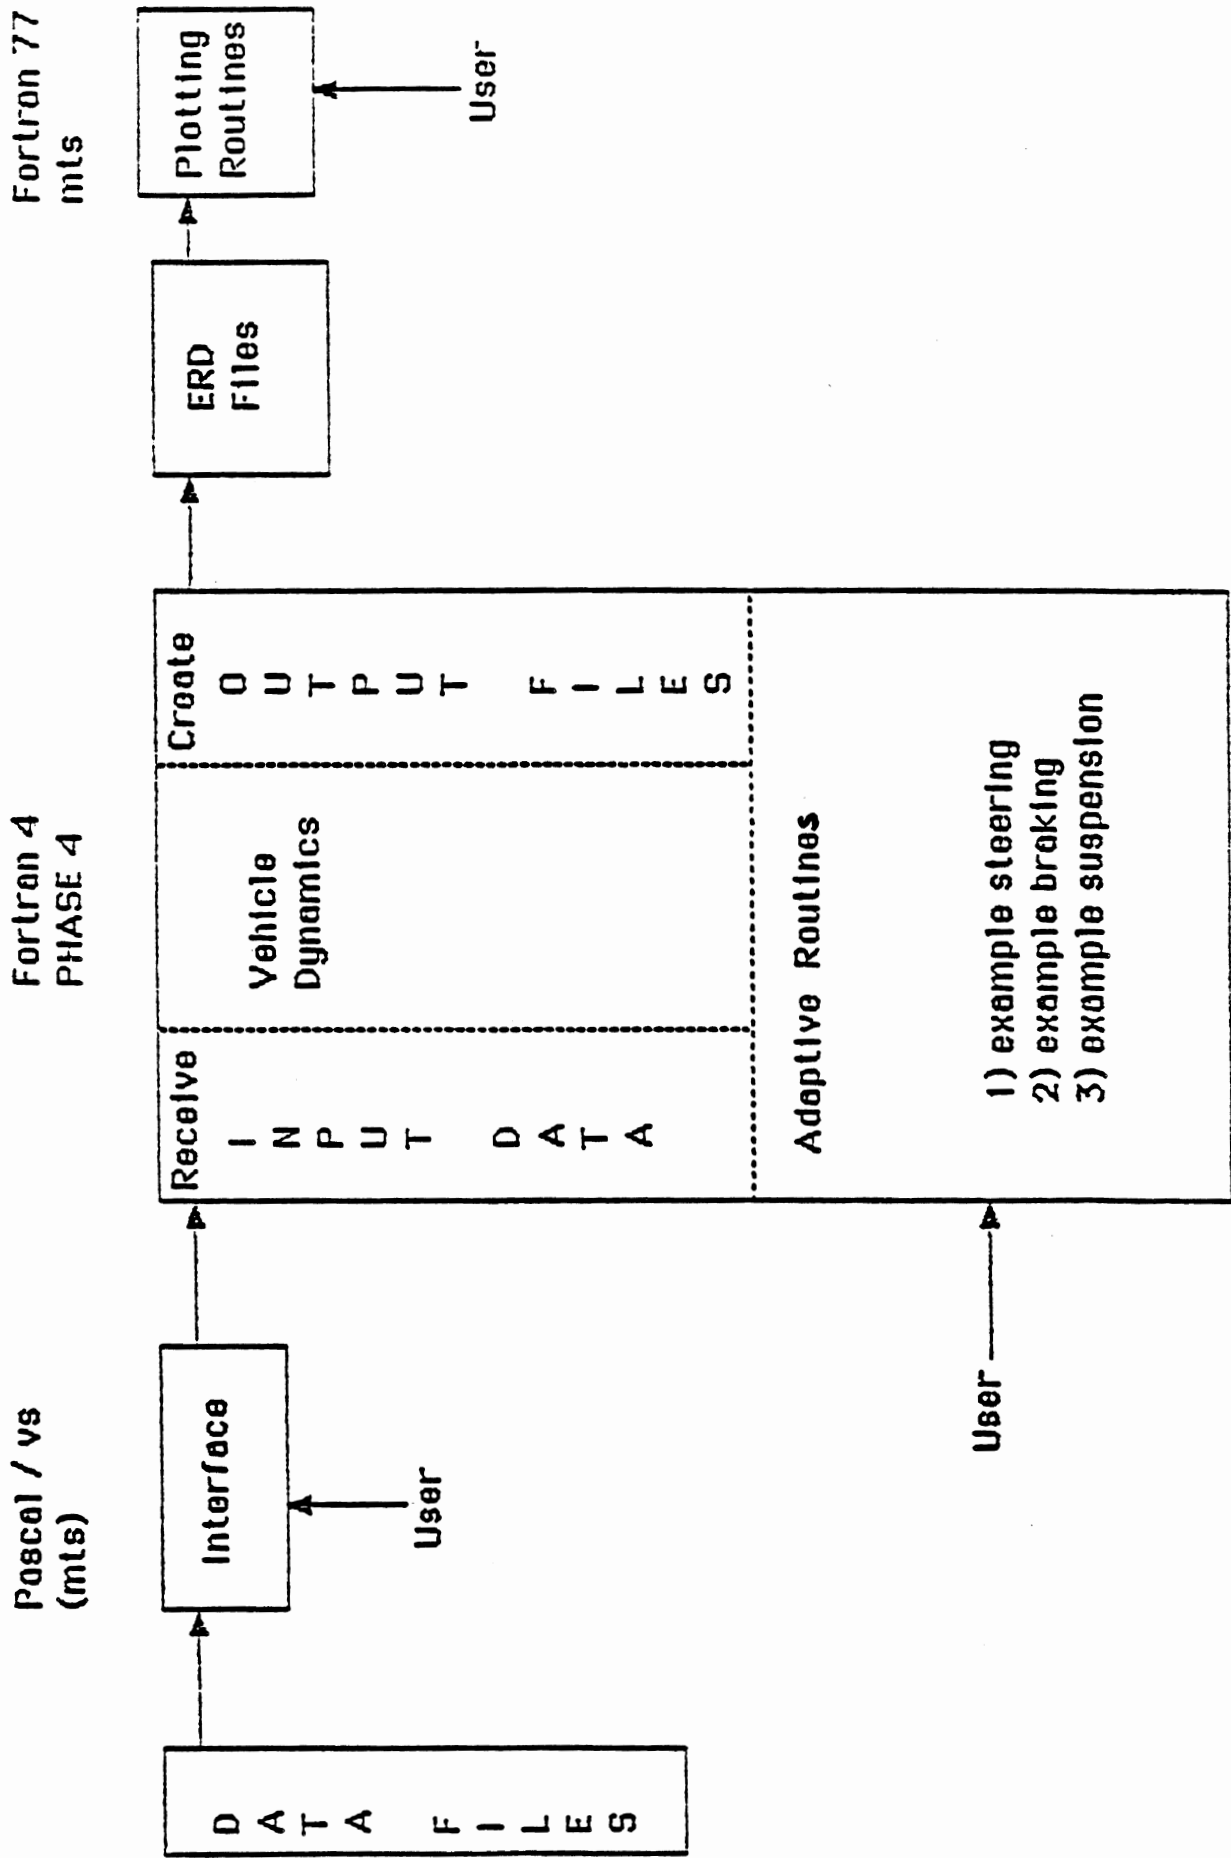 Pascal / vs
(mts)
Fortran 4
PHASE 4
Fortran 77
mts
DATA FILES
Interface
User
Receive
INPUT DATA
Vehicle
Dynamics
Create
OUTPUT FILES
Adaptive Routines
1) example steering
2) example braking
3) example suspension
User
ERD
Files
Plotting
Routines
User